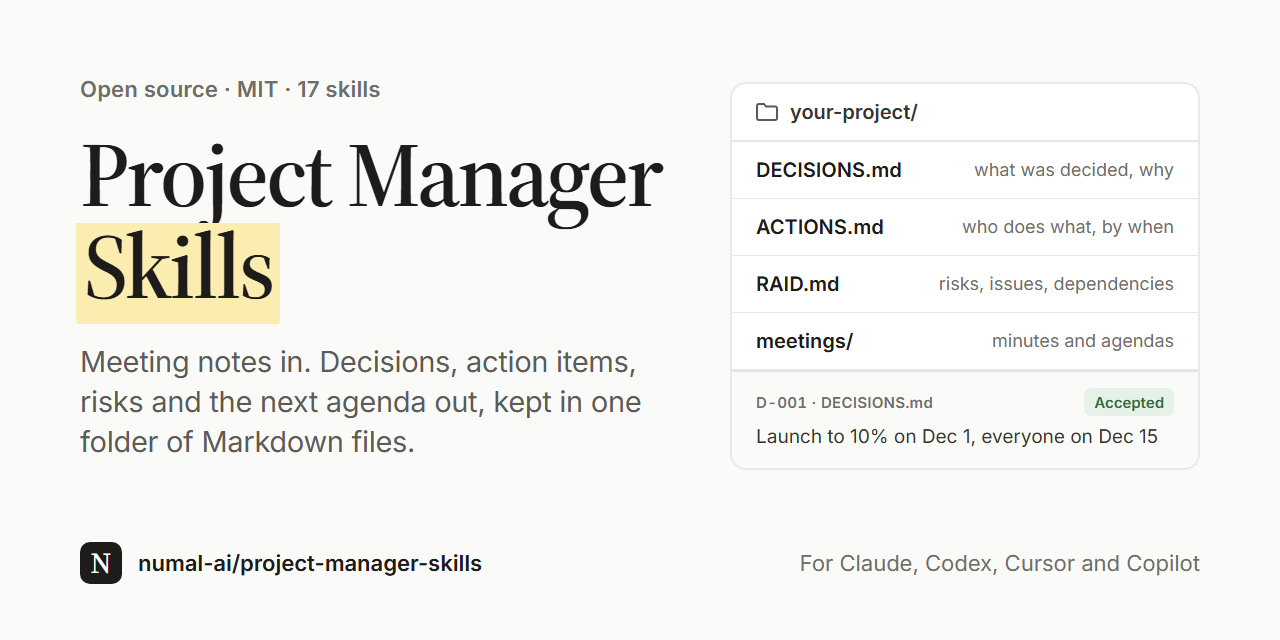 Open source · MIT · 17 skills
Project Manager
Skills
Meeting notes in. Decisions, action items,
risks and the next agenda out, kept in one
folder of Markdown files.
your-project/
DECISIONS.md what was decided, why
ACTIONS.md who does what, by when
RAID.md risks, issues, dependencies
meetings/ minutes and agendas
D-001 · DECISIONS.md Accepted
Launch to 10% on Dec 1, everyone on Dec 15
N numal-ai/project-manager-skills
For Claude, Codex, Cursor and Copilot